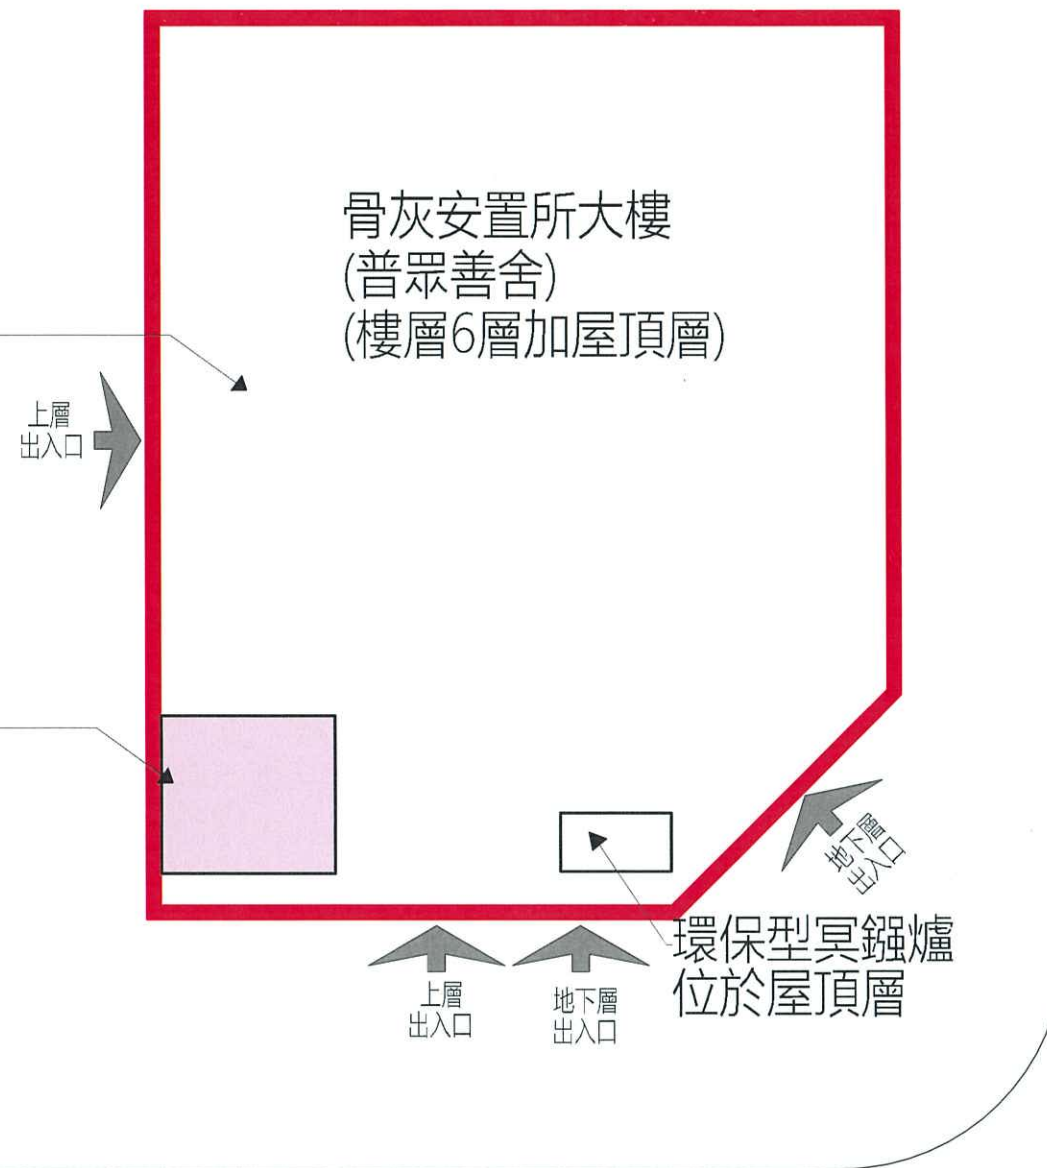 骨灰安置所大樓
(普眾善舍)
(樓層6層加屋頂層)
上層
出入口
地下層
出入口
環保型冥鏹爐
位於屋頂層
上層
出入口
地下層
出入口